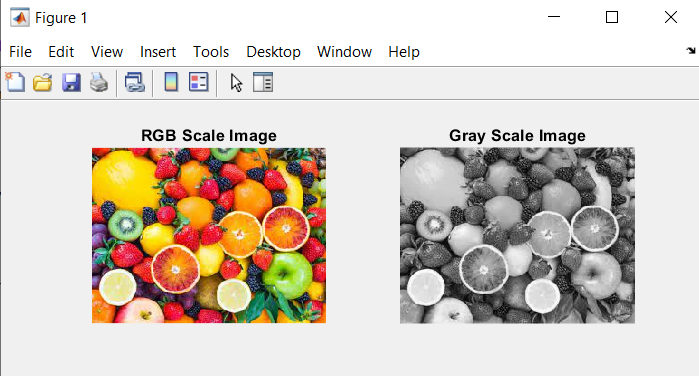 Figure 1
File Edit View Insert Tools Desktop Window Help
RGB Scale Image
Gray Scale Image